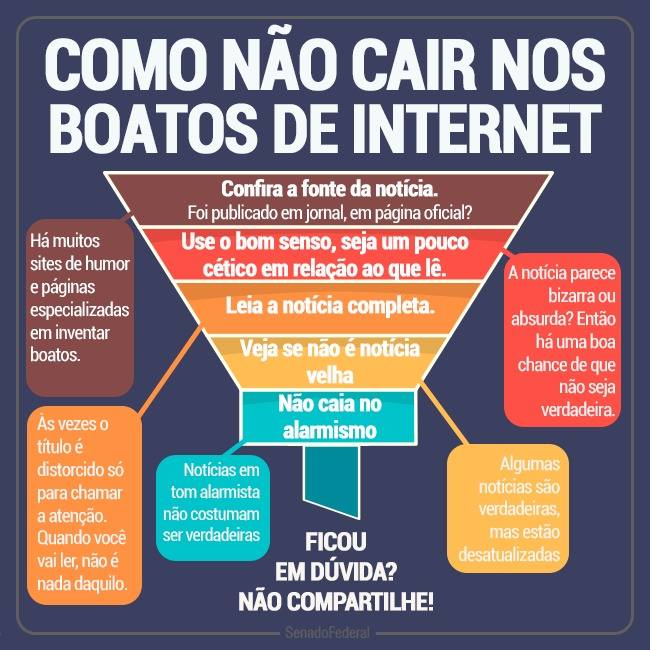 COMO NÃO CAIR NOS
BOATOS DE INTERNET
Confira a fonte da notícia.
Foi publicado em jornal, em página oficial?
Há muitos
sites de humor
e páginas
especializadas
em inventar
boatos.
Use o bom senso, seja um pouco
cético em relação ao que lê.
A notícia parece
bizarra ou
absurda? Então
há uma boa
chance de que
não seja
verdadeira.
Leia a notícia completa.
Às vezes o
título é
distorcido só
para chamar
a atenção.
Quando você
vai ler, não é
nada daquilo.
Veja se não é notícia
velha
Algumas
notícias são
verdadeiras,
mas estão
desatualizadas
Não caia no
alarmismo
Notícias em
tom alarmista
não costumam
ser verdadeiras
FICOU
EM DÚVIDA?
NÃO COMPARTILHE!
SenadoFederal